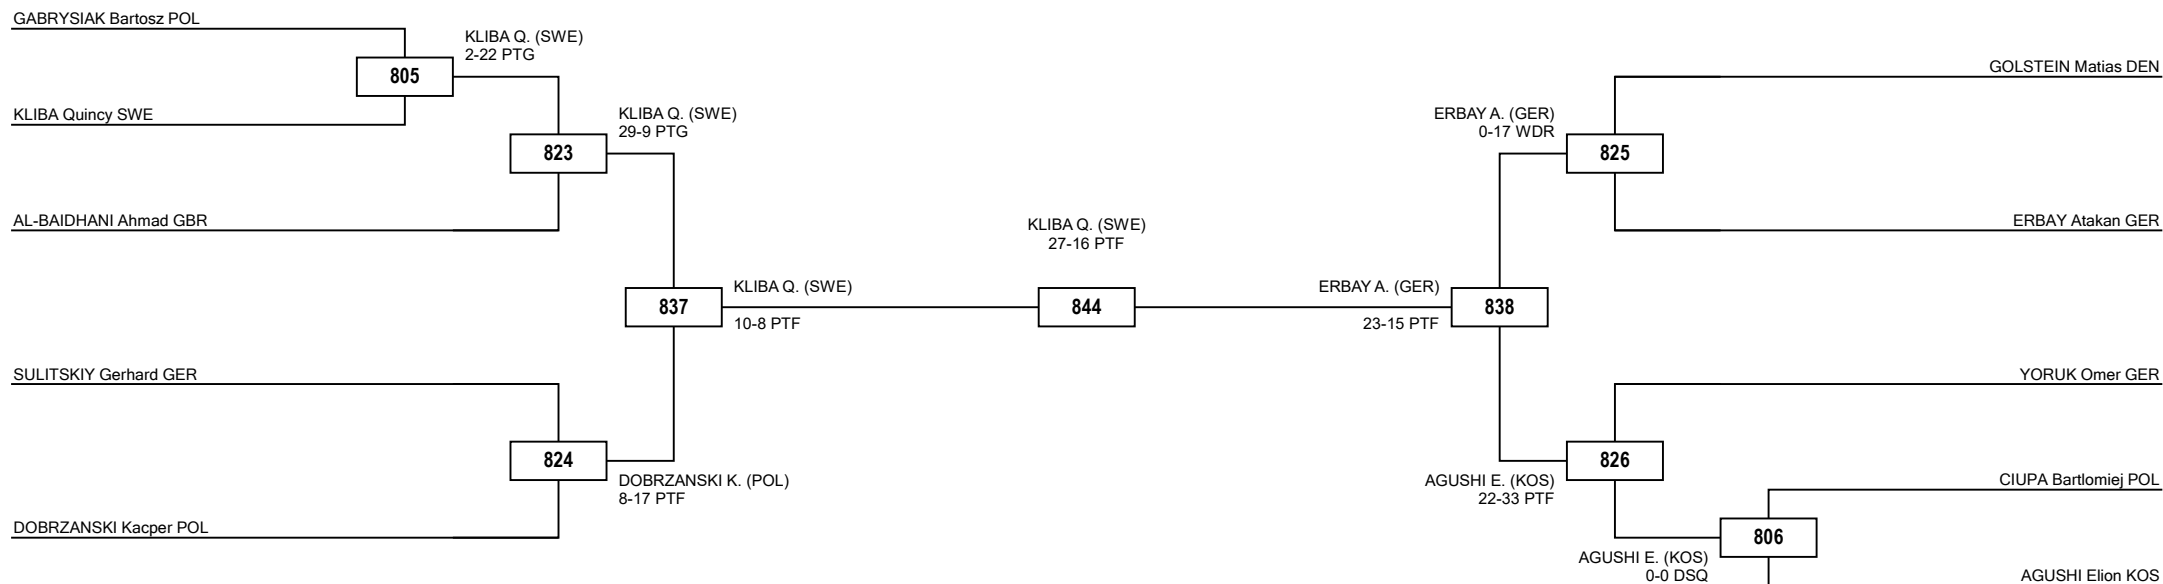 GABRYSIAK Bartosz POL
KLIBA Q. (SWE)
2-22 PTG
805
KLIBA Quincy SWE
KLIBA Q. (SWE)
29-9 PTG
823
AL-BAIDHANI Ahmad GBR
KLIBA Q. (SWE)
10-8 PTF
837
SULITSKIY Gerhard GER
824
DOBRZANSKI K. (POL)
8-17 PTF
DOBRZANSKI Kacper POL
KLIBA Q. (SWE)
27-16 PTF
844
GOLSTEIN Matias DEN
ERBAY A. (GER)
0-17 WDR
825
ERBAY Atakan GER
ERBAY A. (GER)
23-15 PTF
838
YORUK Omer GER
826
AGUSHI E. (KOS)
22-33 PTF
CIUPA Bartlomiej POL
806
AGUSHI E. (KOS)
0-0 DSQ
AGUSHI Elion KOS